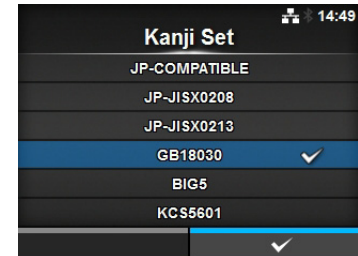 14:49
Kanji Set
JP-COMPATIBLE
JP-JISX0208
JP-JISX0213
GB18030
BIG5
KCS5601